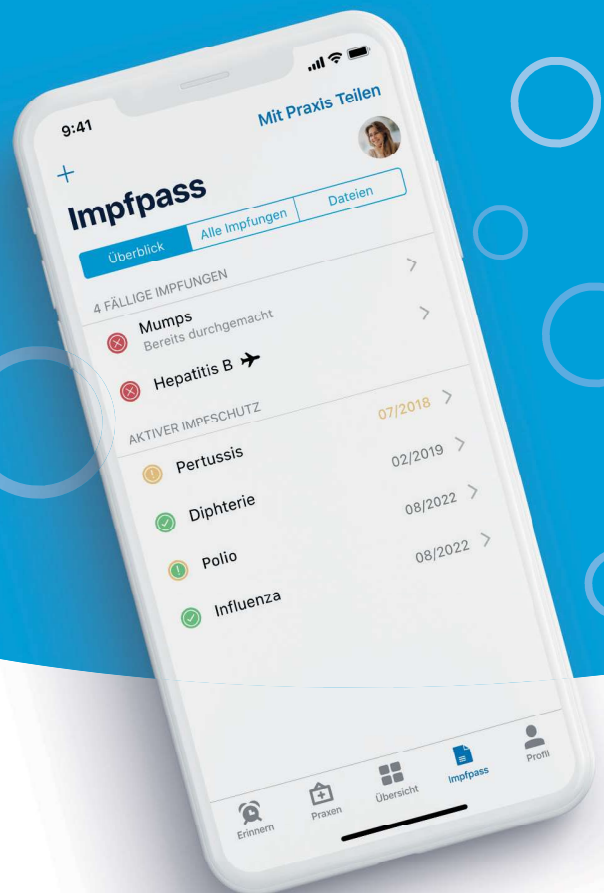 9:41
Mit Praxis Teilen
+
Impfpass
Überblick Alle Impfungen Dateien
4 FÄLLIGE IMPFUNGEN
Mumps
Bereits durchgemacht
Hepatitis B
AKTIVER IMPFSCHUTZ
Pertussis 07/2018
Diphterie 02/2019
Polio 08/2022
Influenza 08/2022
Erinnern Praxen Übersicht Impfpass Profil